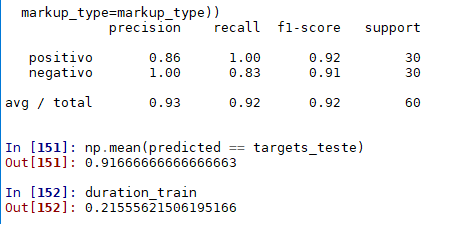 markup_type=markup_type))
precision recall f1-score support
positivo 0.86 1.00 0.92 30
negativo 1.00 0.83 0.91 30
avg / total 0.93 0.92 0.92 60
In [151]: np.mean(predicted == targets_teste)
Out[151]: 0.91666666666666663
In [152]: duration_train
Out[152]: 0.21555621506195166